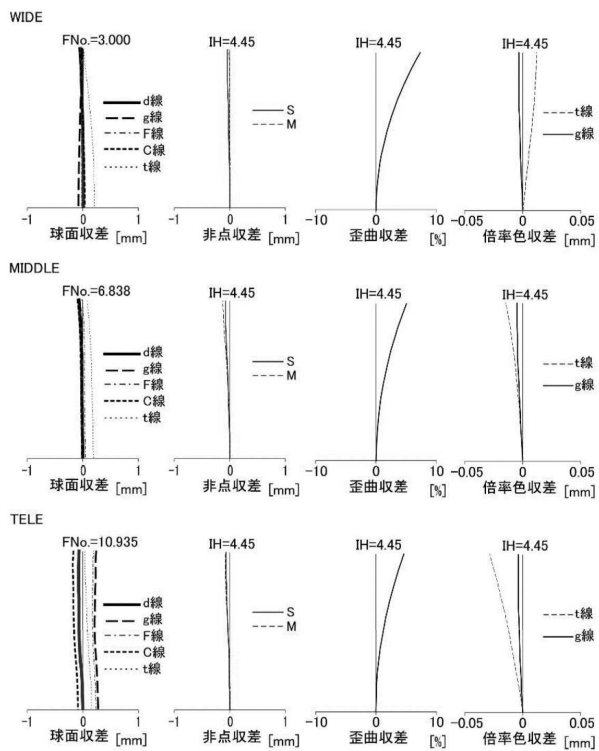 WIDE
FNo.=3.000 IH=4.45 IH=4.45 IH=4.45
d線
g線
F線
C線
t線
S
M
t線
g線
-1 0 1 -1 0 1 -10 0 10 -0.05 0 0.05
球面収差 [mm] 非点収差 [mm] 歪曲収差 [%] 倍率色収差 [mm]
MIDDLE
FNo.=6.838 IH=4.45 IH=4.45 IH=4.45
d線
g線
F線
C線
t線
S
M
t線
g線
-1 0 1 -1 0 1 -10 0 10 -0.05 0 0.05
球面収差 [mm] 非点収差 [mm] 歪曲収差 [%] 倍率色収差 [mm]
TELE
FNo.=10.935 IH=4.45 IH=4.45 IH=4.45
d線
g線
F線
C線
t線
S
M
t線
g線
-1 0 1 -1 0 1 -10 0 10 -0.05 0 0.05
球面収差 [mm] 非点収差 [mm] 歪曲収差 [%] 倍率色収差 [mm]